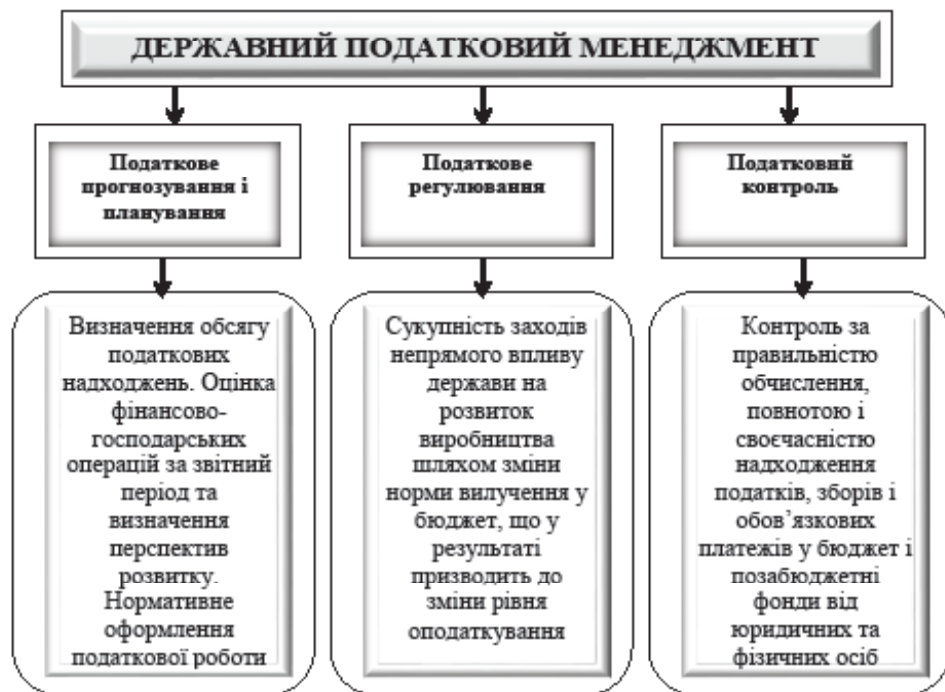 ДЕРЖАВНИЙ ПОДАТКОВИЙ МЕНЕДЖМЕНТ
Податкове
прогнозування і
планування
Податкове
регулювання
Податковий
контроль
Визначення обсягу
податкових
надходжень. Оцінка
фінансово-
господарських
операцій за звітний
період та
визначення
перспектив
розвитку.
Нормативне
оформлення
податкової роботи
Сукупність заходів
непрямого впливу
держави на
розвиток
виробництва
шляхом зміни
норми вилучення у
бюджет, що у
результаті
призводить до
зміни рівня
оподаткування
Контроль за
правильністю
обчислення,
повнотою і
своєчасністю
надходження
податків, зборів і
обов’язкових
платежів у бюджет і
позабюджетні
фонди від
юридичних та
фізичних осіб